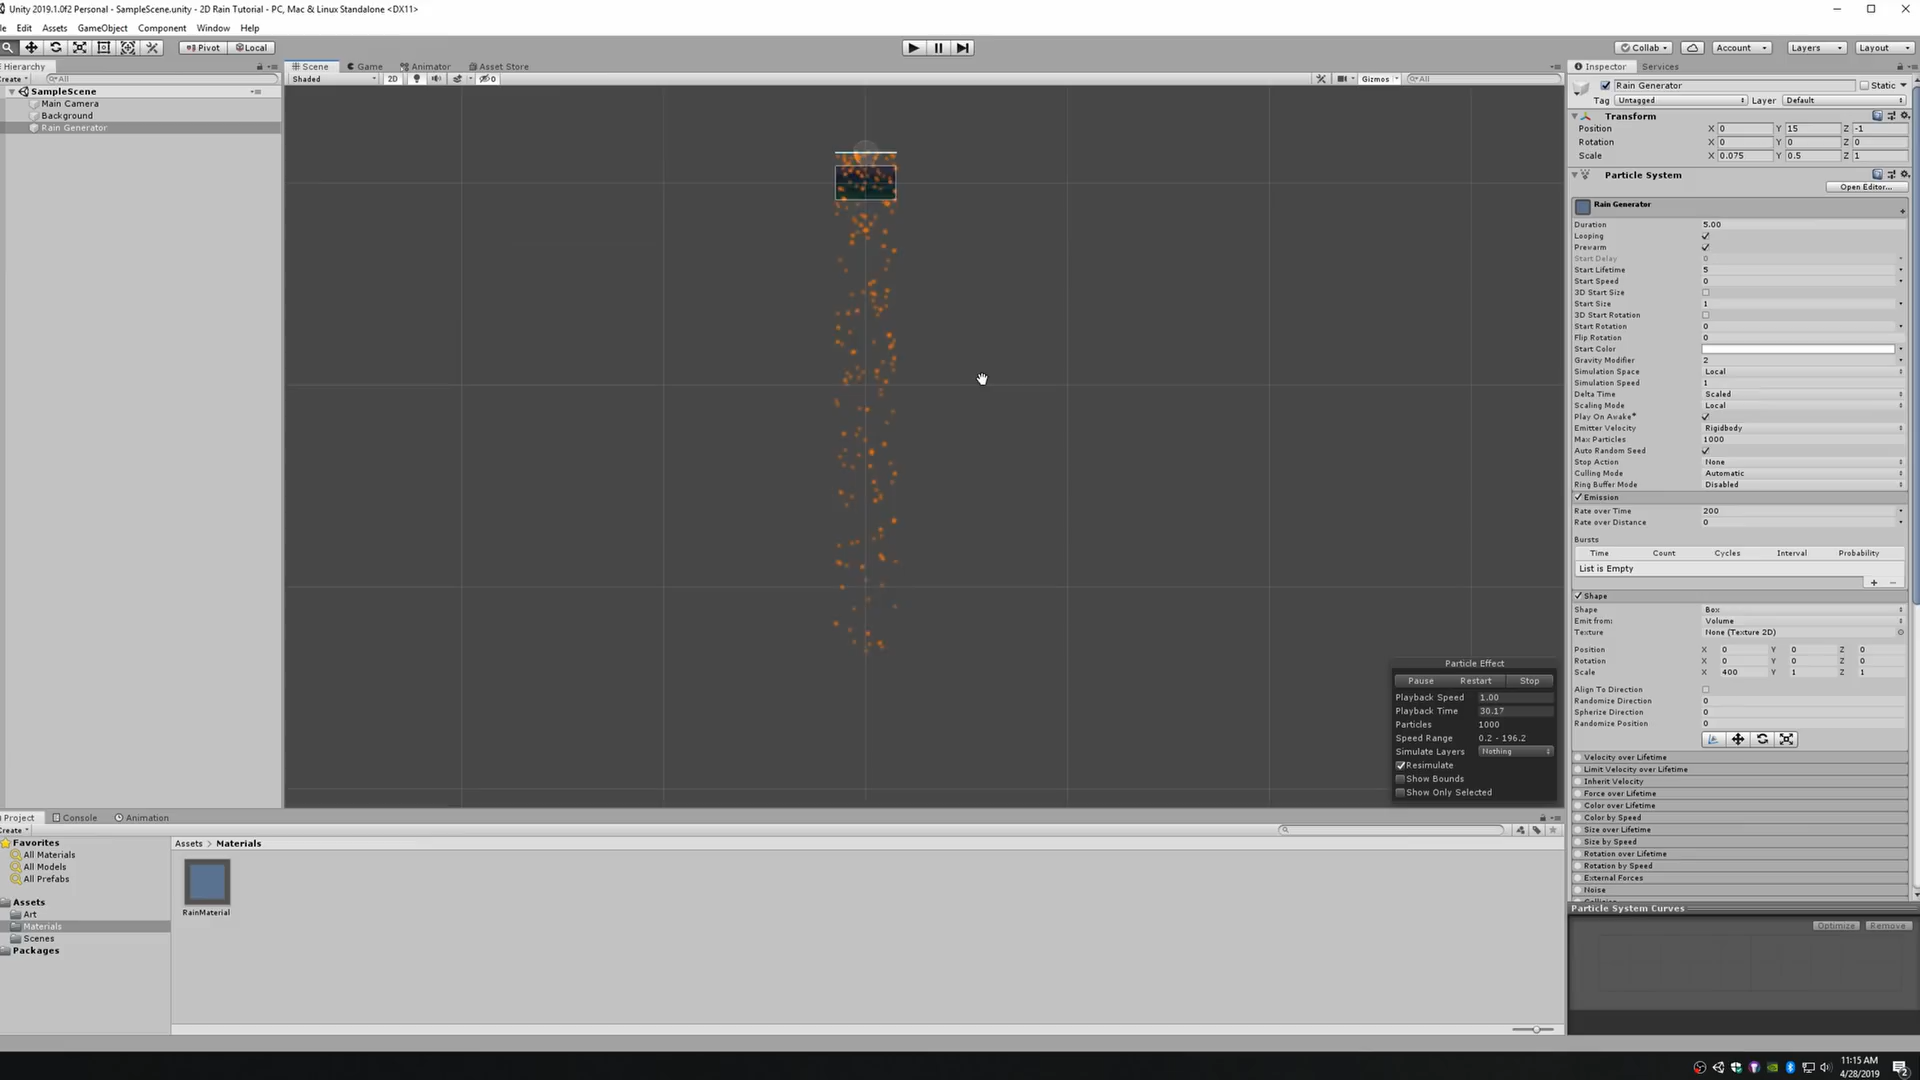 Unity 2019.1.0f2 Personal - SampleScene.unity - 2D Rain Tutorial - PC, Mac & Linux Standalone <DX11>
le Edit Assets GameObject Component Window Help
Pivot Local Collab Account Layers Layout
Hierarchy
reate All
SampleScene
Main Camera
Background
Rain Generator
Scene Game Animator Asset Store
Shaded 2D 0 Gizmos All
Particle Effect
Pause Restart Stop
Playback Speed 1.00
Playback Time 30.17
Particles 1000
Speed Range 0.2 - 196.2
Simulate Layers Nothing
Resimulate
Show Bounds
Show Only Selected
Inspector Services
Rain Generator Static
Tag Untagged Layer Default
Transform
Position X 0 Y 15 Z -1
Rotation X 0 Y 0 Z 0
Scale X 0.075 Y 0.5 Z 1
Particle System
Open Editor...
Rain Generator
Duration 5.00
Looping
Prewarm
Start Delay 0
Start Lifetime 5
Start Speed 0
3D Start Size
Start Size 1
3D Start Rotation
Start Rotation 0
Flip Rotation 0
Start Color
Gravity Modifier 2
Simulation Space Local
Simulation Speed 1
Delta Time Scaled
Scaling Mode Local
Play On Awake*
Emitter Velocity Rigidbody
Max Particles 1000
Auto Random Seed
Stop Action None
Culling Mode Automatic
Ring Buffer Mode Disabled
Emission
Rate over Time 200
Rate over Distance 0
Bursts
Time Count Cycles Interval Probability
List is Empty
Shape
Shape Box
Emit from: Volume
Texture None (Texture 2D)
Position X 0 Y 0 Z 0
Rotation X 0 Y 0 Z 0
Scale X 400 Y 1 Z 1
Align To Direction
Randomize Direction 0
Spherize Direction 0
Randomize Position 0
Velocity over Lifetime
Limit Velocity over Lifetime
Inherit Velocity
Force over Lifetime
Color over Lifetime
Color by Speed
Size over Lifetime
Size by Speed
Rotation over Lifetime
Rotation by Speed
External Forces
Noise
Particle System Curves
Optimize Remove
Project Console Animation
reate
Favorites
All Materials
All Models
All Prefabs
Assets
Art
Materials
Scenes
Packages
Assets > Materials
RainMaterial
11:15 AM
4/28/2019
2